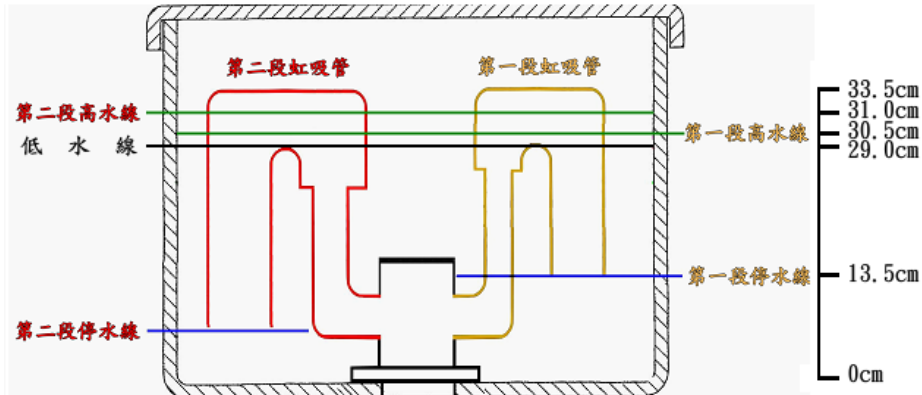 第二段虹吸管
第一段虹吸管
33.5cm
第二段高水線
31.0cm
第一段高水線
30.5cm
低水線
29.0cm
第一段停水線
13.5cm
第二段停水線
0cm